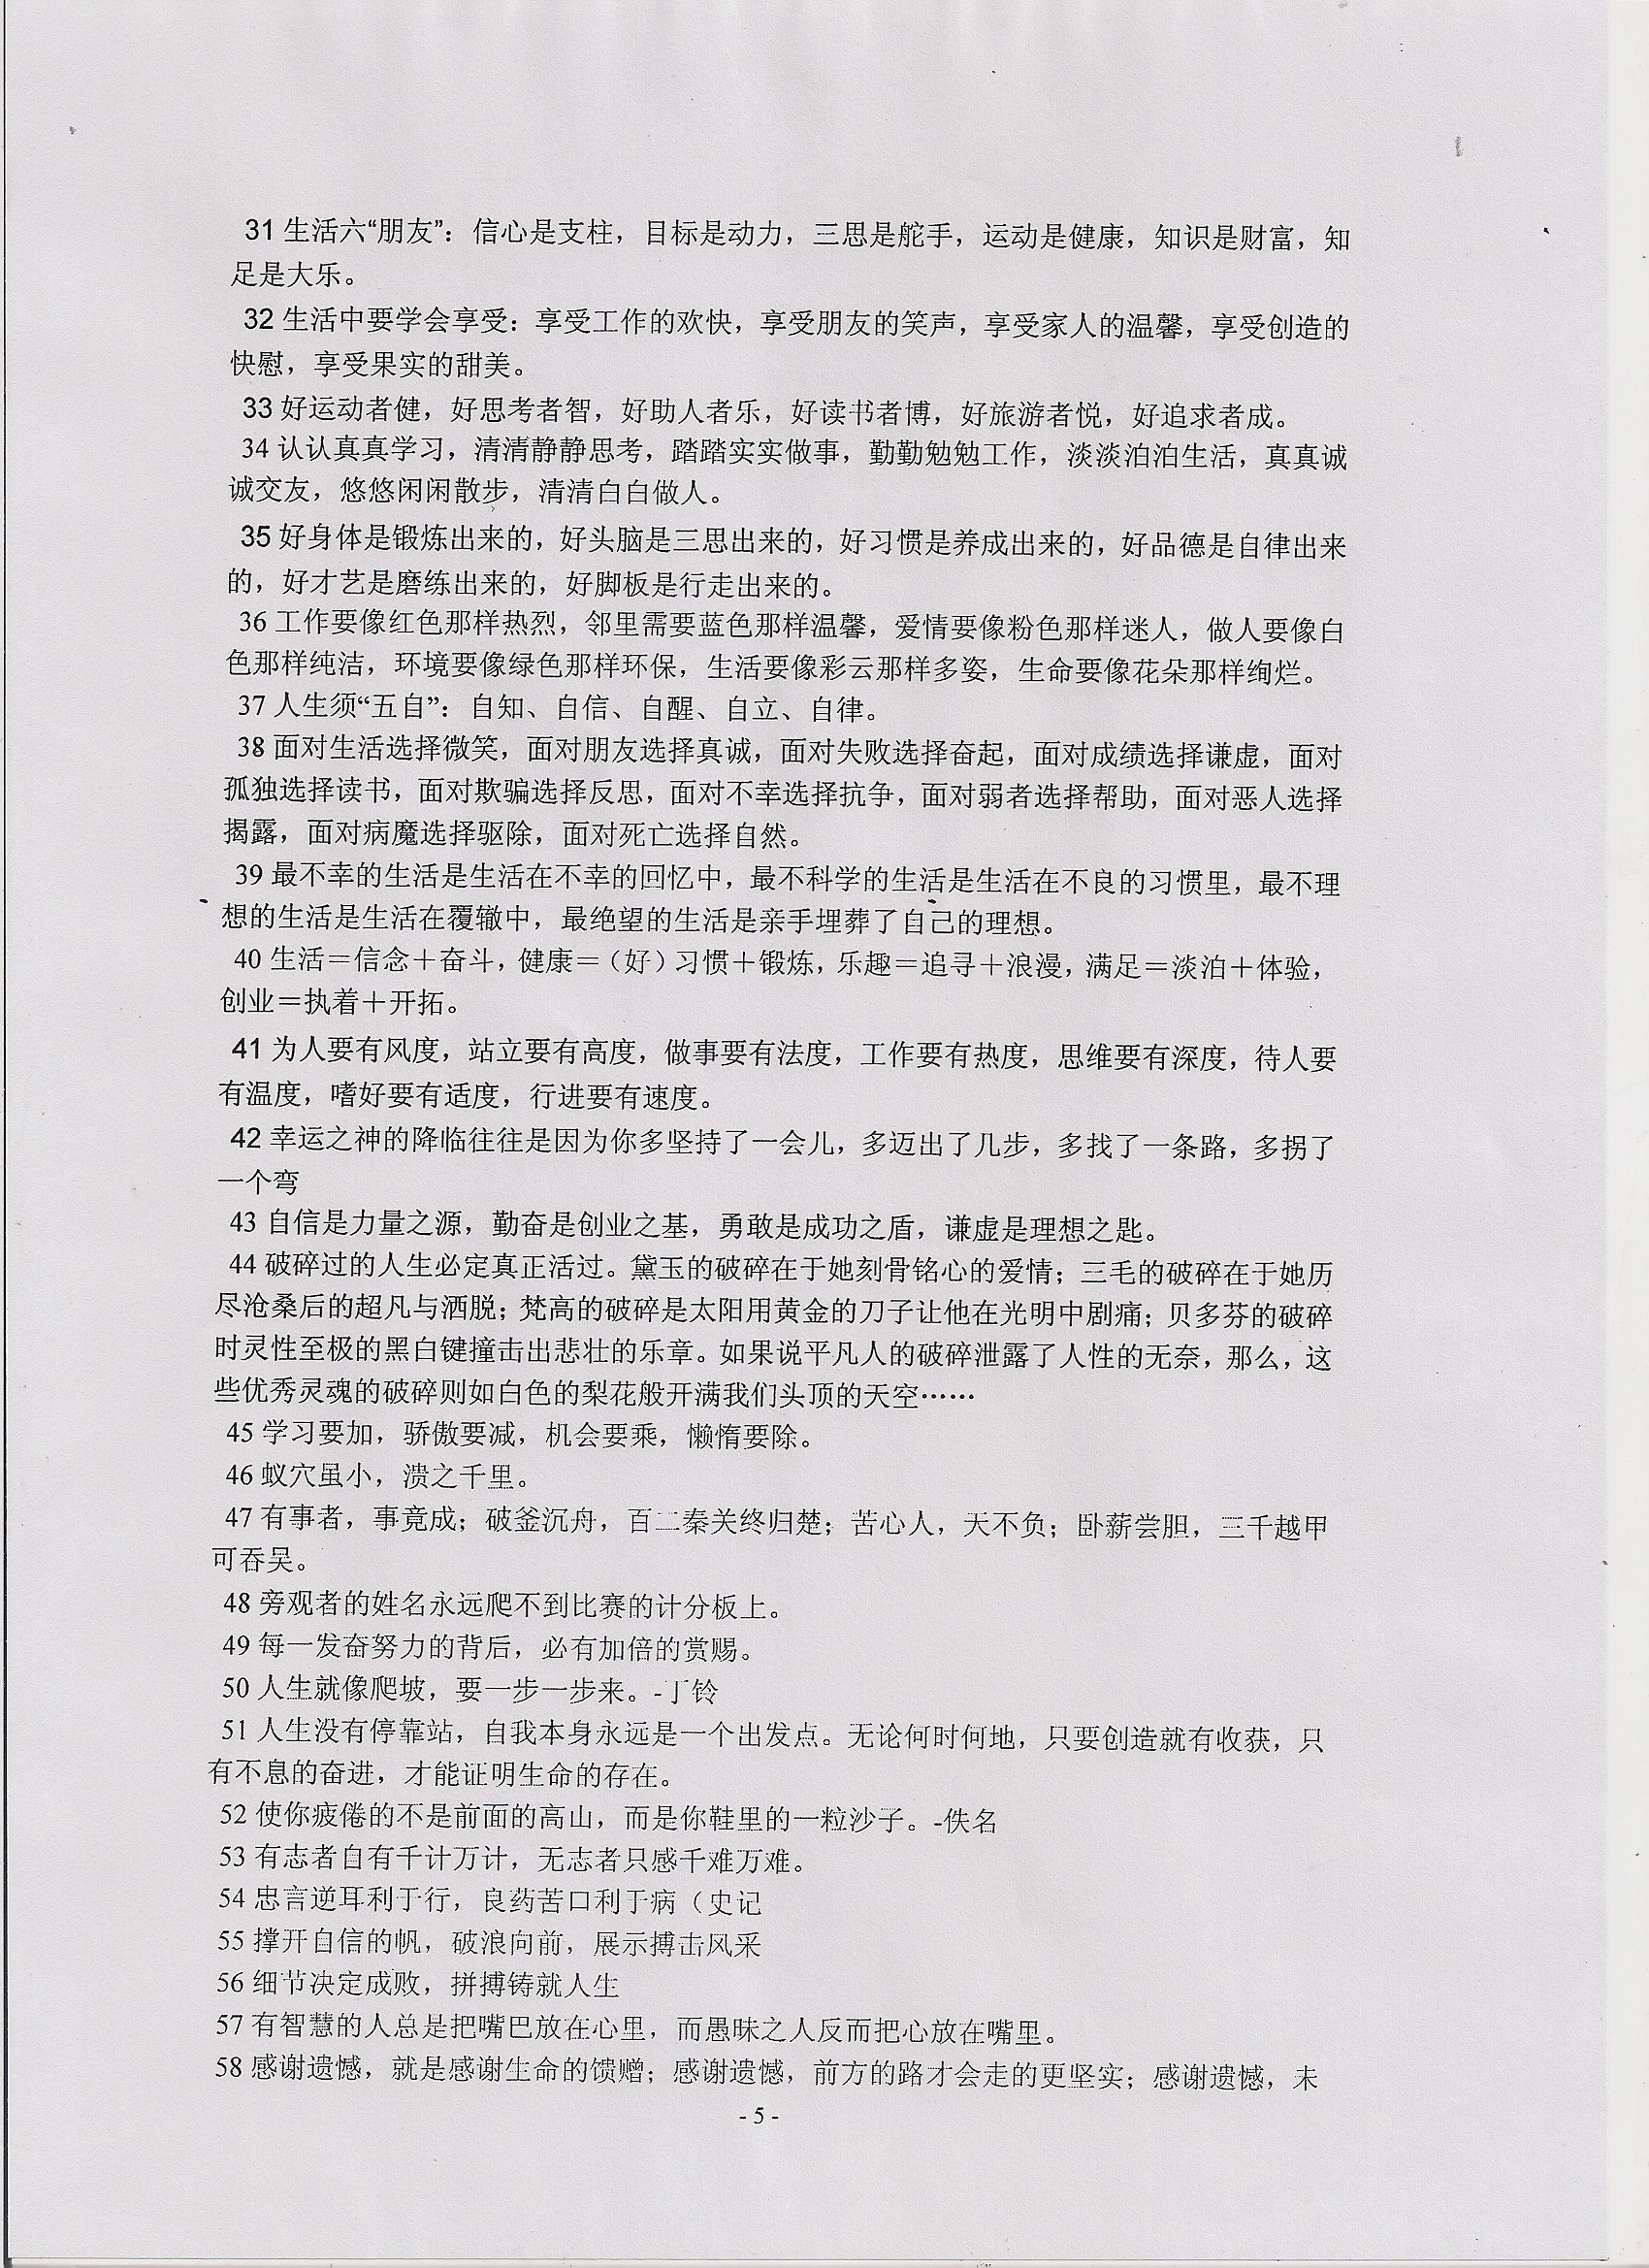 31 生活六“朋友”：信心是支柱，目标是动力，三思是舵手，运动是健康，知识是财富，知
足是大乐。
32 生活中要学会享受：享受工作的欢快，享受朋友的笑声，享受家人的温馨，享受创造的
快慰，享受果实的甜美。
33 好运动者健，好思考者智，好助人者乐，好读书者博，好旅游者悦，好追求者成。
34 认认真真学习，清清静静思考，踏踏实实做事，勤勤勉勉工作，淡淡泊泊生活，真真诚
诚交友，悠悠闲闲散步，清清白白做人。
35 好身体是锻炼出来的，好头脑是三思出来的，好习惯是养成出来的，好品德是自律出来
的，好才艺是磨练出来的，好脚板是行走出来的。
36 工作要像红色那样热烈，邻里需要蓝色那样温馨，爱情要像粉色那样迷人，做人要像白
色那样纯洁，环境要像绿色那样环保，生活要像彩云那样多姿，生命要像花朵那样绚烂。
37 人生须“五自”：自知、自信、自醒、自立、自律。
38 面对生活选择微笑，面对朋友选择真诚，面对失败选择奋起，面对成绩选择谦虚，面对
孤独选择读书，面对欺骗选择反思，面对不幸选择抗争，面对弱者选择帮助，面对恶人选择
揭露，面对病魔选择驱除，面对死亡选择自然。
39 最不幸的生活是生活在不幸的回忆中，最不科学的生活是生活在不良的习惯里，最不理
想的生活是生活在覆辙中，最绝望的生活是亲手埋葬了自己的理想。
40 生活＝信念＋奋斗，健康＝（好）习惯＋锻炼，乐趣＝追寻＋浪漫，满足＝淡泊＋体验，
创业＝执着＋开拓。
41 为人要有风度，站立要有高度，做事要有法度，工作要有热度，思维要有深度，待人要
有温度，嗜好要有适度，行进要有速度。
42 幸运之神的降临往往是因为你多坚持了一会儿，多迈出了几步，多找了一条路，多拐了
一个弯
43 自信是力量之源，勤奋是创业之基，勇敢是成功之盾，谦虚是理想之匙。
44 破碎过的人生必定真正活过。黛玉的破碎在于她刻骨铭心的爱情；三毛的破碎在于她历
尽沧桑后的超凡与洒脱；梵高的破碎是太阳用黄金的刀子让他在光明中剧痛；贝多芬的破碎
时灵性至极的黑白键撞击出悲壮的乐章。如果说平凡人的破碎泄露了人性的无奈，那么，这
些优秀灵魂的破碎则如白色的梨花般开满我们头顶的天空……
45 学习要加，骄傲要减，机会要乘，懒惰要除。
46 蚁穴虽小，溃之千里。
47 有事者，事竟成；破釜沉舟，百二秦关终归楚；苦心人，天不负；卧薪尝胆，三千越甲
可吞吴。
48 旁观者的姓名永远爬不到比赛的计分板上。
49 每一发奋努力的背后，必有加倍的赏赐。
50 人生就像爬坡，要一步一步来。-丁铃
51 人生没有停靠站，自我本身永远是一个出发点。无论何时何地，只要创造就有收获，只
有不息的奋进，才能证明生命的存在。
52 使你疲倦的不是前面的高山，而是你鞋里的一粒沙子。-佚名
53 有志者自有千计万计，无志者只感千难万难。
54 忠言逆耳利于行，良药苦口利于病（史记
55 撑开自信的帆，破浪向前，展示搏击风采
56 细节决定成败，拼搏铸就人生
57 有智慧的人总是把嘴巴放在心里，而愚昧之人反而把心放在嘴里。
58 感谢遗憾，就是感谢生命的馈赠；感谢遗憾，前方的路才会走的更坚实；感谢遗憾，未
- 5 -